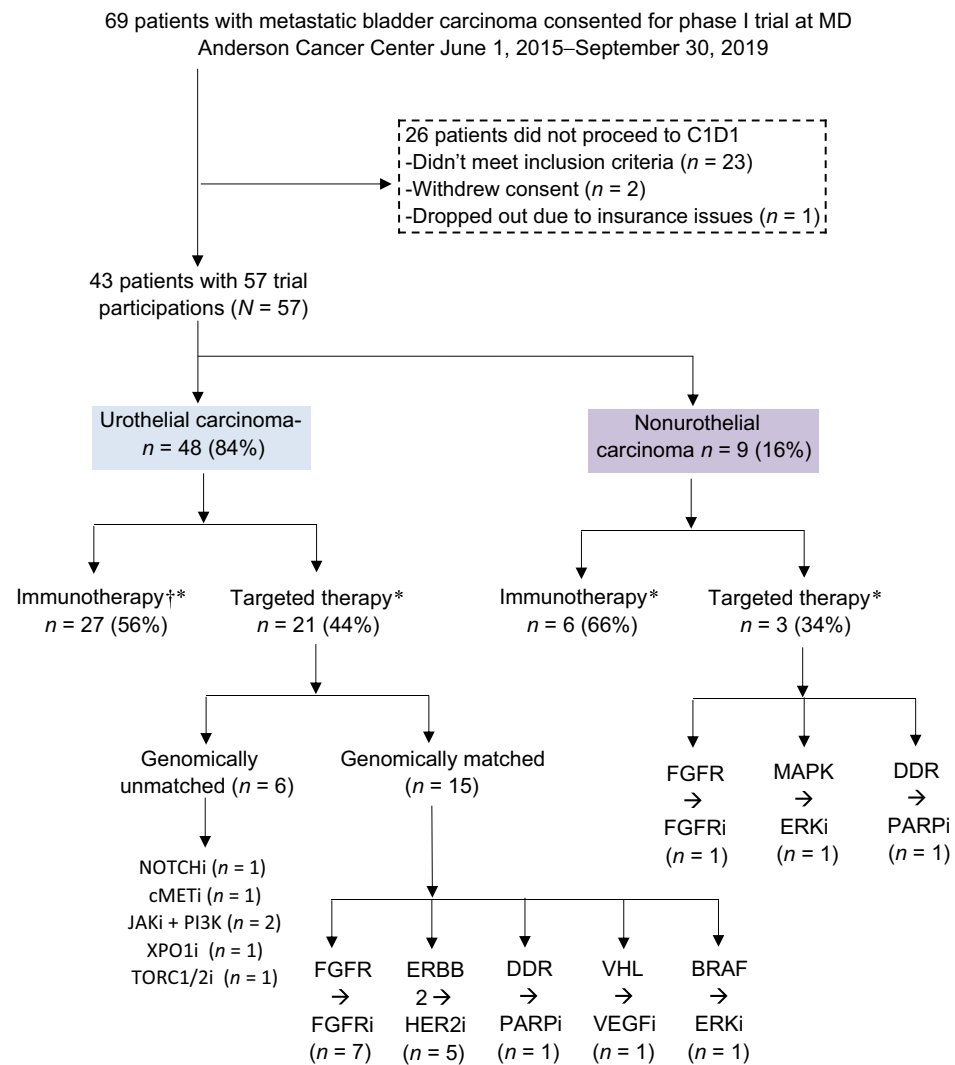 69 patients with metastatic bladder carcinoma consented for phase I trial at MD
Anderson Cancer Center June 1, 2015–September 30, 2019
26 patients did not proceed to C1D1
-Didn't meet inclusion criteria (n = 23)
-Withdrew consent (n = 2)
-Dropped out due to insurance issues (n = 1)
43 patients with 57 trial
participations (N = 57)
Urothelial carcinoma-
n = 48 (84%)
Nonurothelial
carcinoma n = 9 (16%)
Immunotherapy†*
n = 27 (56%)
Targeted therapy*
n = 21 (44%)
Immunotherapy*
n = 6 (66%)
Targeted therapy*
n = 3 (34%)
Genomically
unmatched (n = 6)
Genomically matched
(n = 15)
FGFR
→
FGFRi
(n = 1)
MAPK
→
ERKi
(n = 1)
DDR
→
PARPi
(n = 1)
NOTCHi (n = 1)
cMETi (n = 1)
JAKi + PI3K (n = 2)
XPO1i (n = 1)
TORC1/2i (n = 1)
FGFR
→
FGFRi
(n = 7)
ERBB
2 →
HER2i
(n = 5)
DDR
→
PARPi
(n = 1)
VHL
→
VEGFi
(n = 1)
BRAF
→
ERKi
(n = 1)